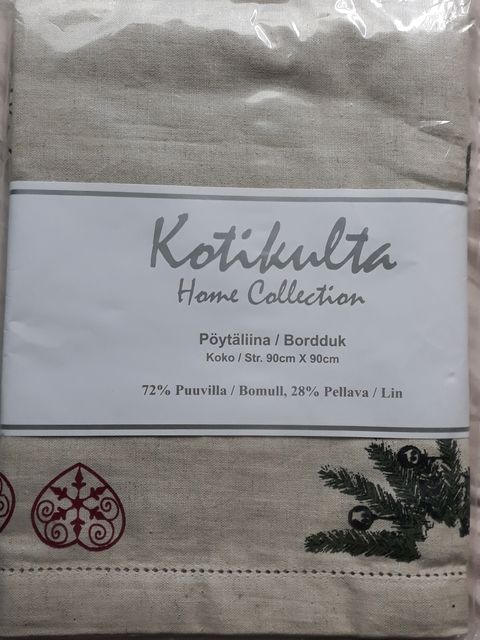 Kotikulta
Home Collection
Pöytäliina / Bordduk
Koko / Str. 90cm X 90cm
72% Puuvilla / Bomull, 28% Pellava / Lin